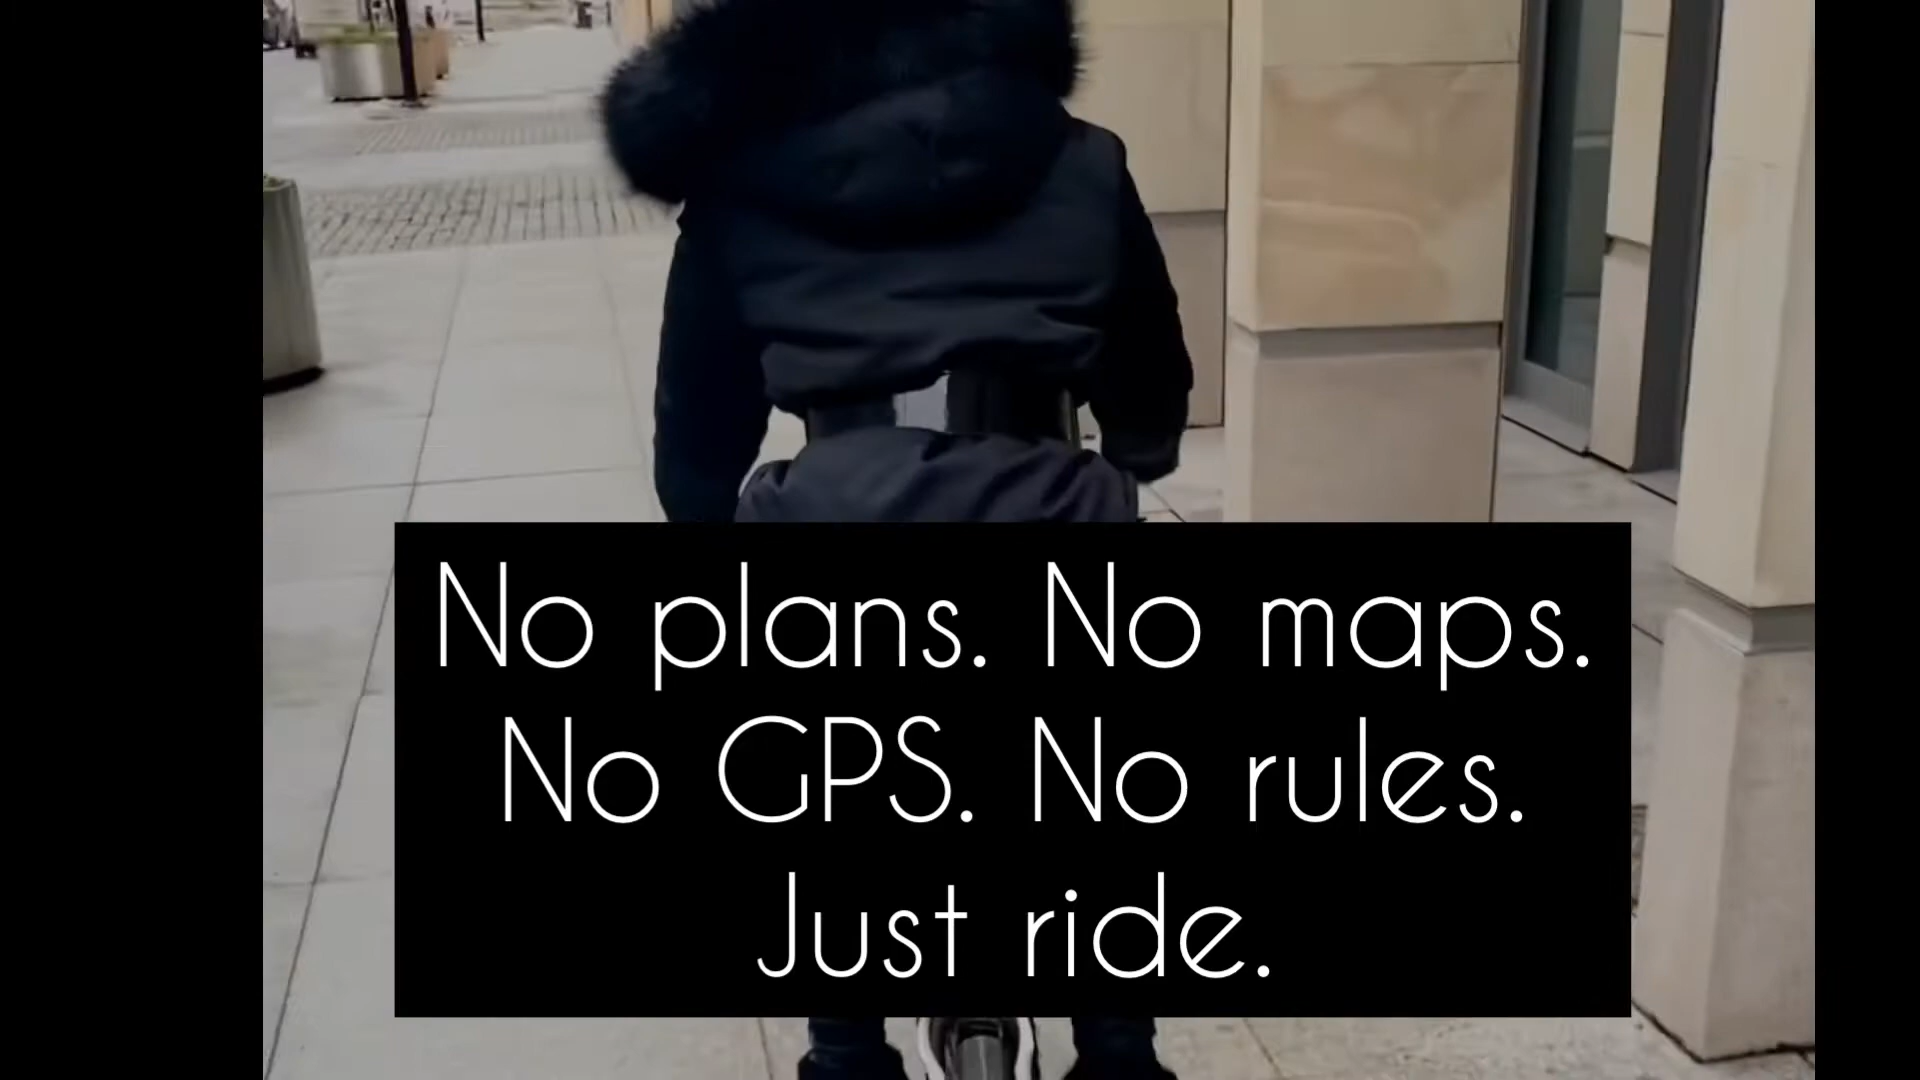 No plans. No maps.
No GPS. No rules.
Just ride.